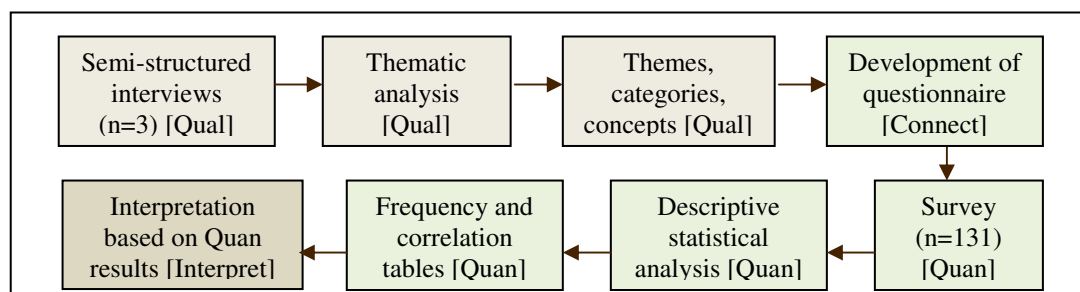 Semi-structured
interviews
(n=3) [Qual]
Thematic
analysis
[Qual]
Themes,
categories,
concepts [Qual]
Development of
questionnaire
[Connect]
Survey
(n=131)
[Quan]
Descriptive
statistical
analysis [Quan]
Frequency and
correlation
tables [Quan]
Interpretation
based on Quan
results [Interpret]